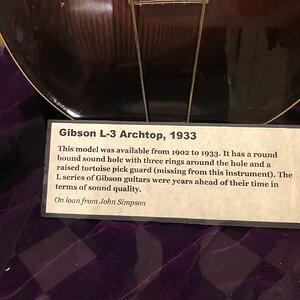 Gibson L-3 Archtop, 1933
This model was available from 1902 to 1933. It has a round
bound sound hole with three rings around the hole and a
raised tortoise pick guard (missing from this instrument). The
L series of Gibson guitars were years ahead of their time in
terms of sound quality.
On loan from John Simpson